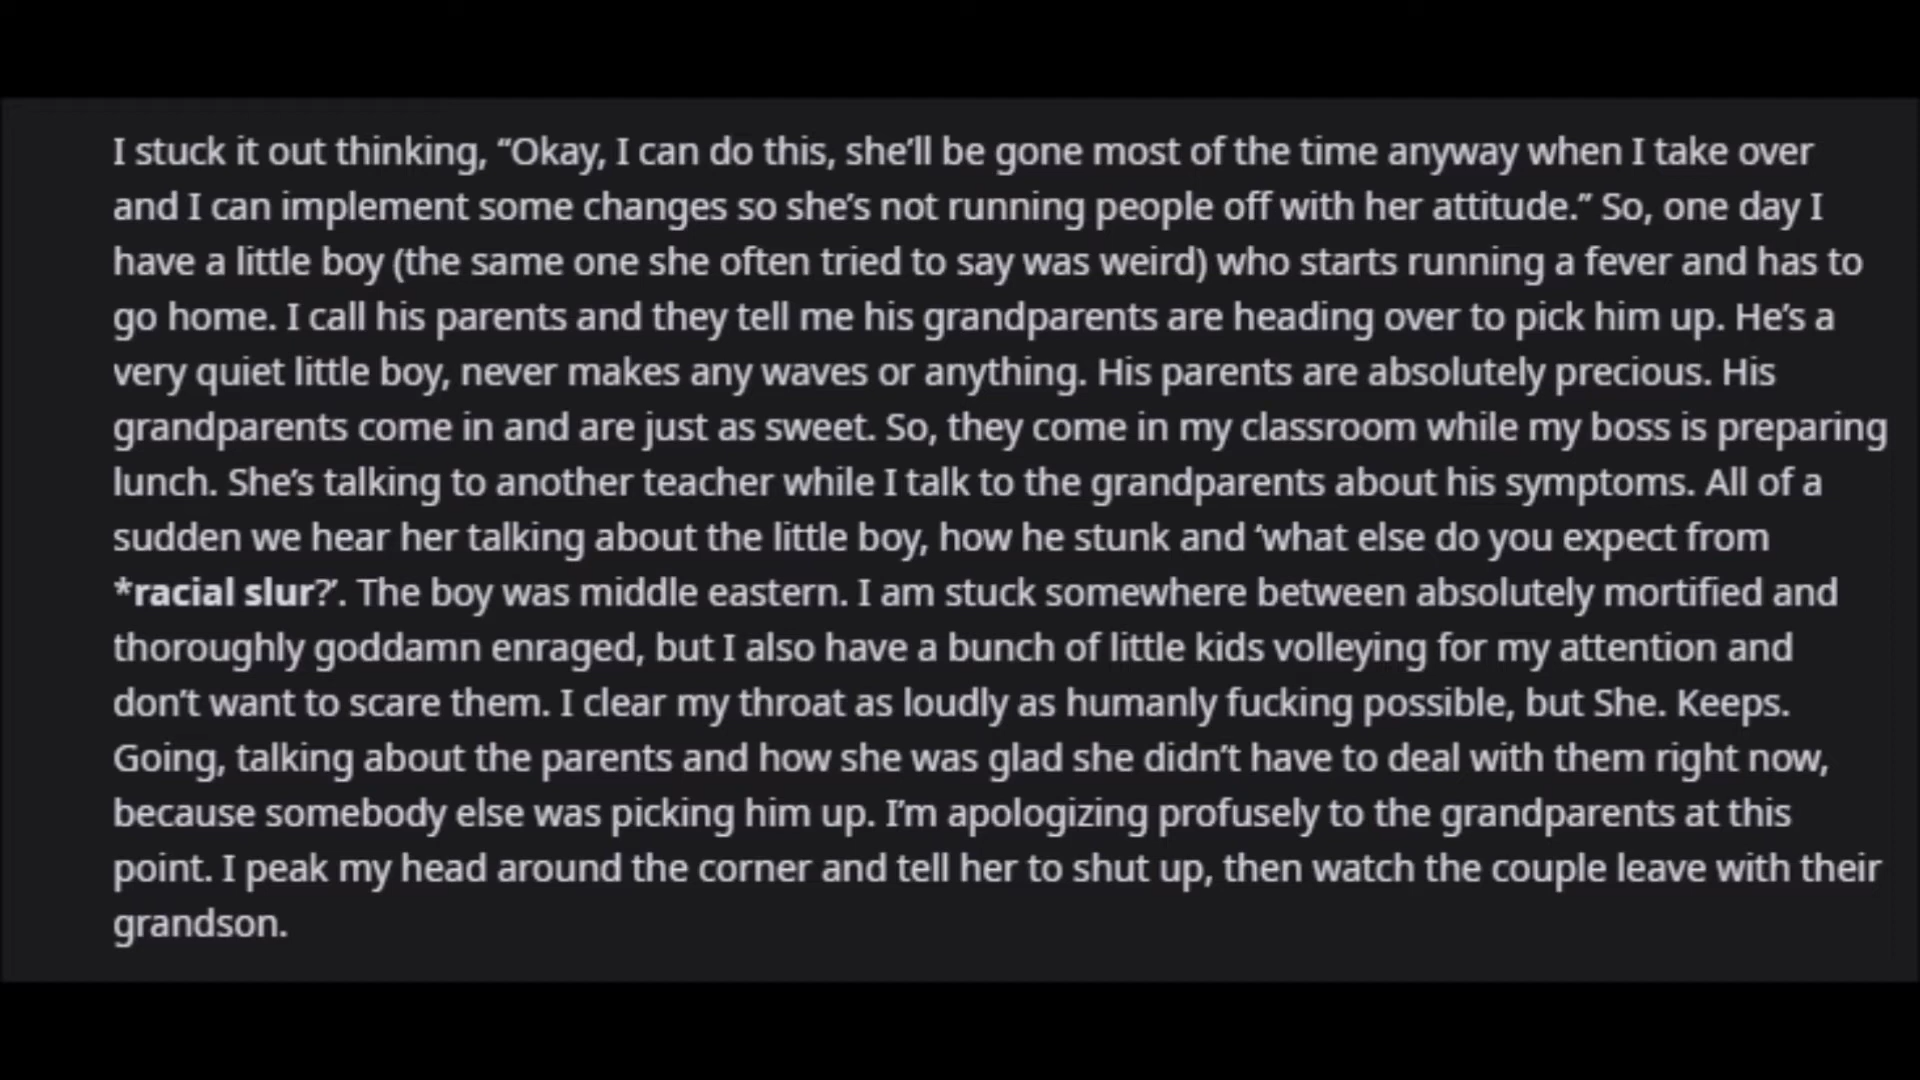 I stuck it out thinking, “Okay, I can do this, she’ll be gone most of the time anyway when I take over
and I can implement some changes so she’s not running people off with her attitude.” So, one day I
have a little boy (the same one she often tried to say was weird) who starts running a fever and has to
go home. I call his parents and they tell me his grandparents are heading over to pick him up. He’s a
very quiet little boy, never makes any waves or anything. His parents are absolutely precious. His
grandparents come in and are just as sweet. So, they come in my classroom while my boss is preparing
lunch. She’s talking to another teacher while I talk to the grandparents about his symptoms. All of a
sudden we hear her talking about the little boy, how he stunk and ‘what else do you expect from
*racial slur?’. The boy was middle eastern. I am stuck somewhere between absolutely mortified and
thoroughly goddamn enraged, but I also have a bunch of little kids volleying for my attention and
don’t want to scare them. I clear my throat as loudly as humanly fucking possible, but She. Keeps.
Going, talking about the parents and how she was glad she didn’t have to deal with them right now,
because somebody else was picking him up. I’m apologizing profusely to the grandparents at this
point. I peak my head around the corner and tell her to shut up, then watch the couple leave with their
grandson.